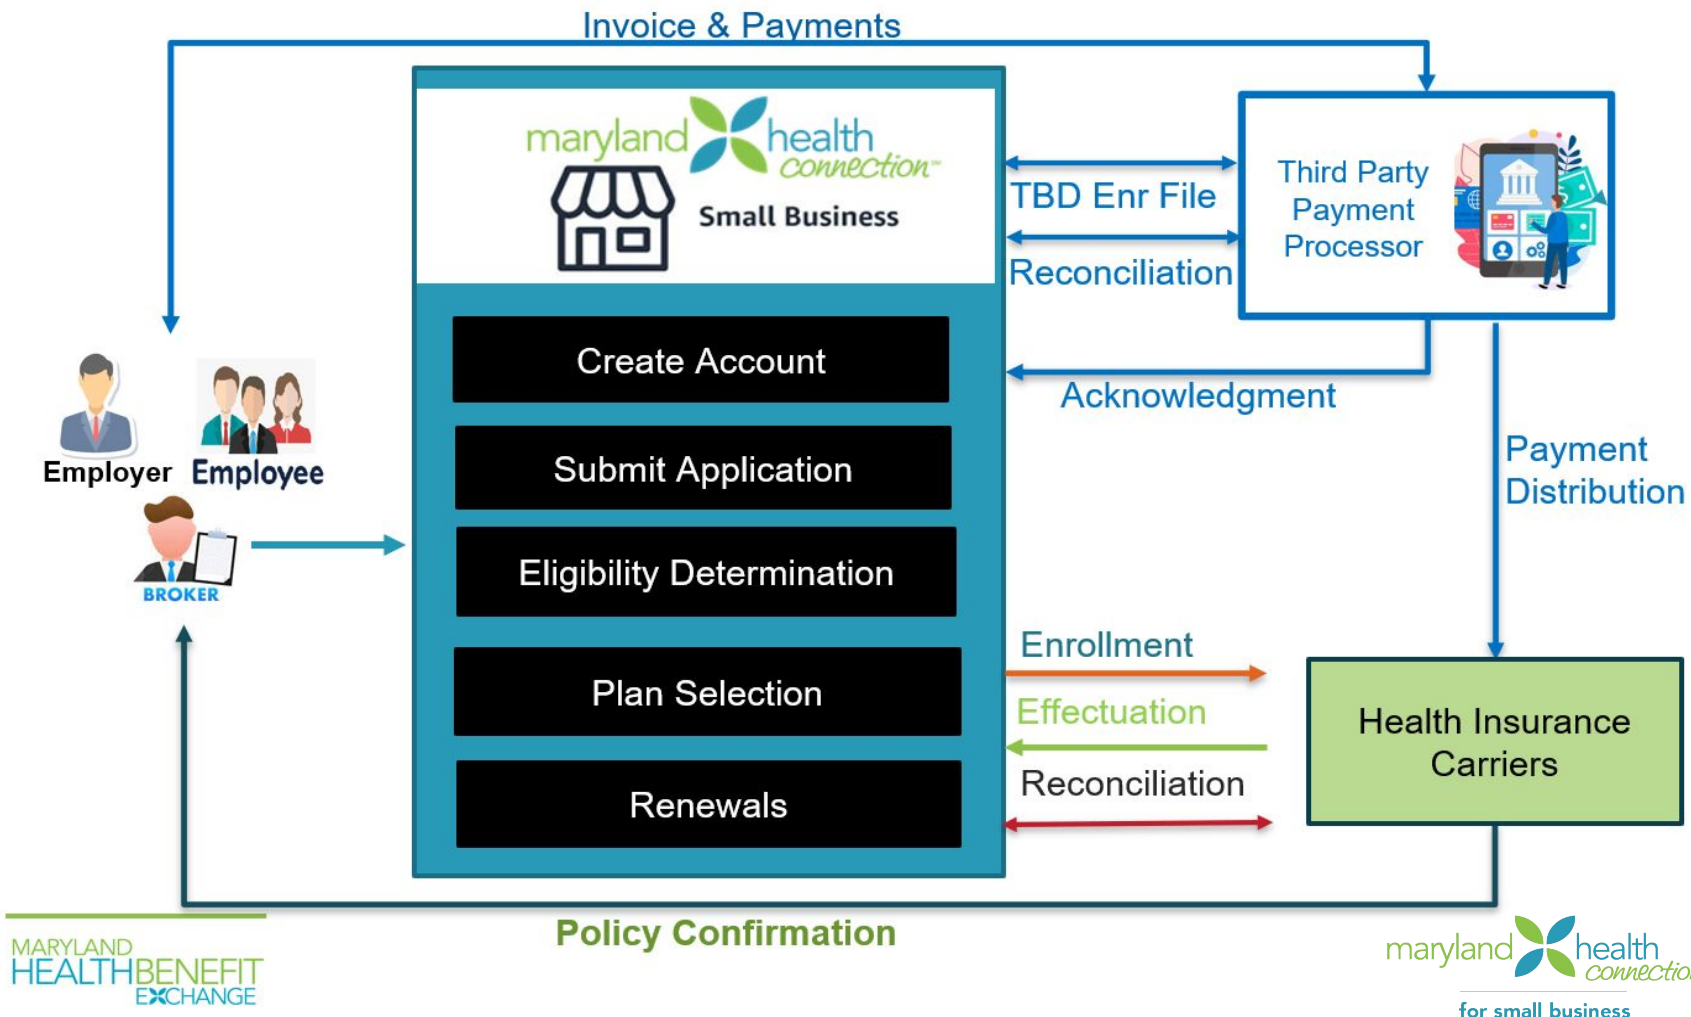 Invoice & Payments
maryland health
connection
Small Business
TBD Enr File
Reconciliation
Third Party
Payment
Processor
Create Account
Acknowledgment
Employer Employee
Submit Application
Payment
Distribution
BROKER
Eligibility Determination
Enrollment
Plan Selection
Effectuation
Health Insurance
Carriers
Reconciliation
Renewals
Policy Confirmation
MARYLAND
HEALTHBENEFIT
EXCHANGE
maryland health
connectio
for small business